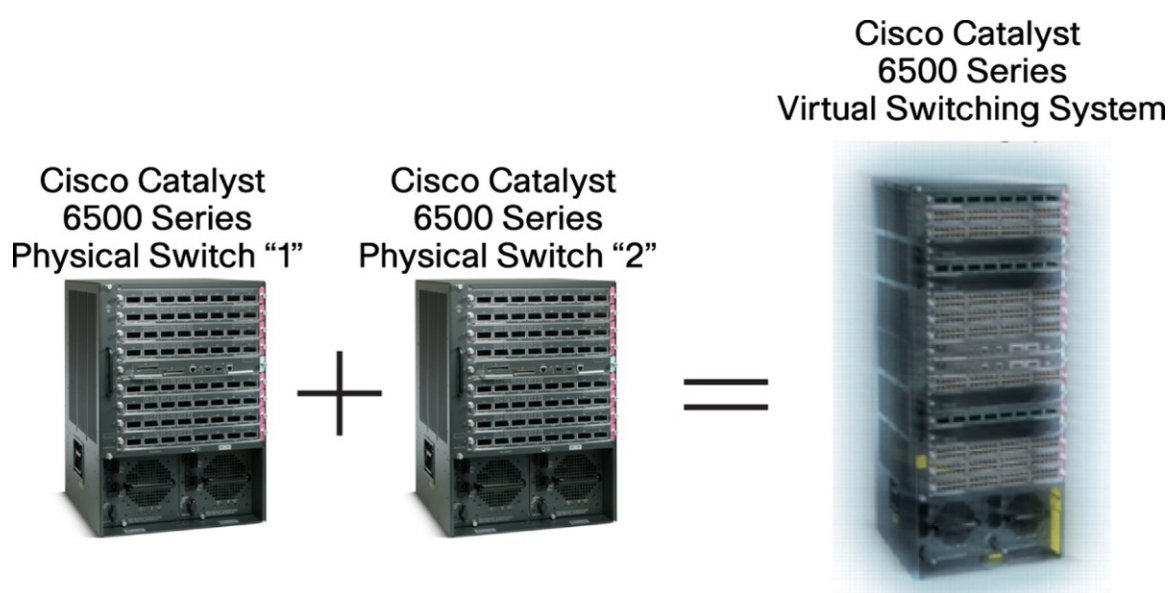 Cisco Catalyst
6500 Series
Virtual Switching System
Cisco Catalyst
6500 Series
Physical Switch “1”
Cisco Catalyst
6500 Series
Physical Switch “2”